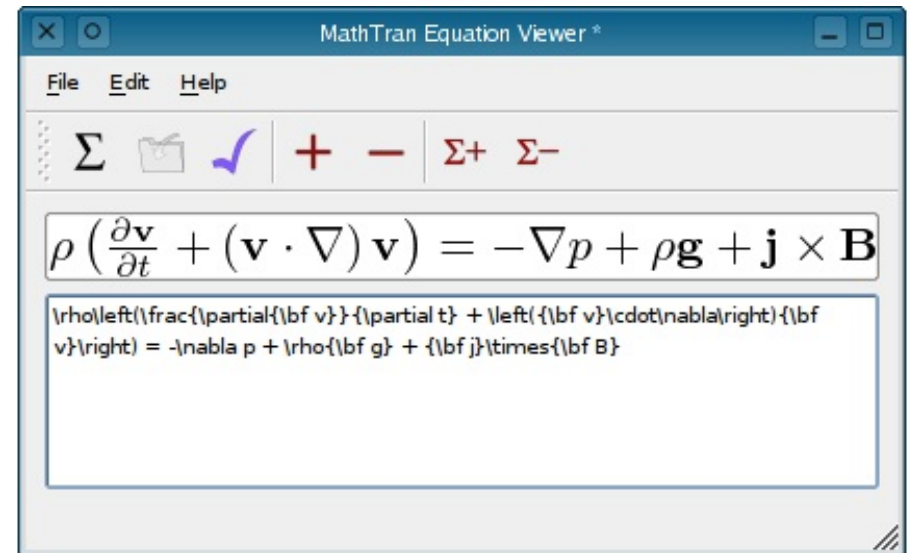 MathTran Equation Viewer *
File Edit Help
Σ + − Σ+ Σ−
ρ (∂v/∂t + (v · ∇) v) = −∇p + ρg + j × B
\rho\left(\frac{\partial{\bf v}}{\partial t} + \left({\bf v}\cdot\nabla\right){\bf
v}\right) = -\nabla p + \rho{\bf g} + {\bf j}\times{\bf B}